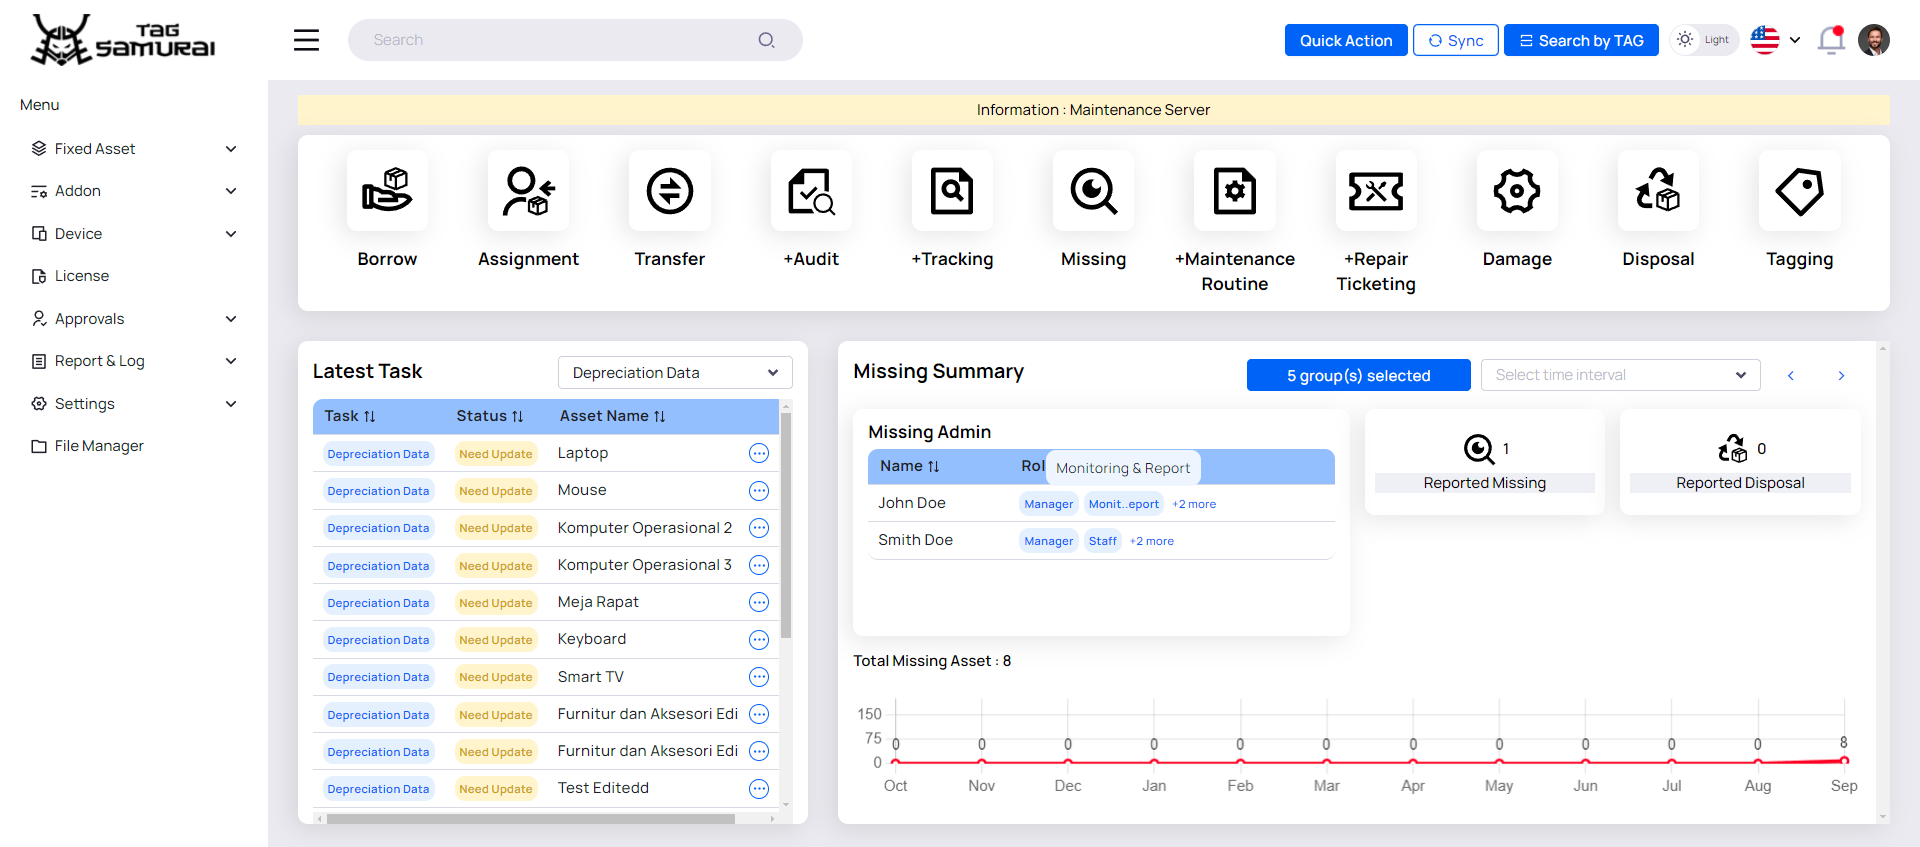 TAG
SAMURAI
Search
Quick Action
Sync
Search by TAG
Light
Menu
Fixed Asset
Addon
Device
License
Approvals
Report & Log
Settings
File Manager
Information : Maintenance Server
Borrow
Assignment
Transfer
+Audit
+Tracking
Missing
+Maintenance
Routine
+Repair
Ticketing
Damage
Disposal
Tagging
Latest Task
Depreciation Data
Task Status Asset Name
Depreciation Data Need Update Laptop
Depreciation Data Need Update Mouse
Depreciation Data Need Update Komputer Operasional 2
Depreciation Data Need Update Komputer Operasional 3
Depreciation Data Need Update Meja Rapat
Depreciation Data Need Update Keyboard
Depreciation Data Need Update Smart TV
Depreciation Data Need Update Furnitur dan Aksesori Edi
Depreciation Data Need Update Furnitur dan Aksesori Edi
Depreciation Data Need Update Test Editedd
Missing Summary
5 group(s) selected
Select time interval
Missing Admin
Name Rol
Monitoring & Report
John Doe Manager Monit..eport +2 more
Smith Doe Manager Staff +2 more
1
Reported Missing
0
Reported Disposal
Total Missing Asset : 8
150
75
0
0 0 0 0 0 0 0 0 0 0 0 8
Oct Nov Dec Jan Feb Mar Apr May Jun Jul Aug Sep